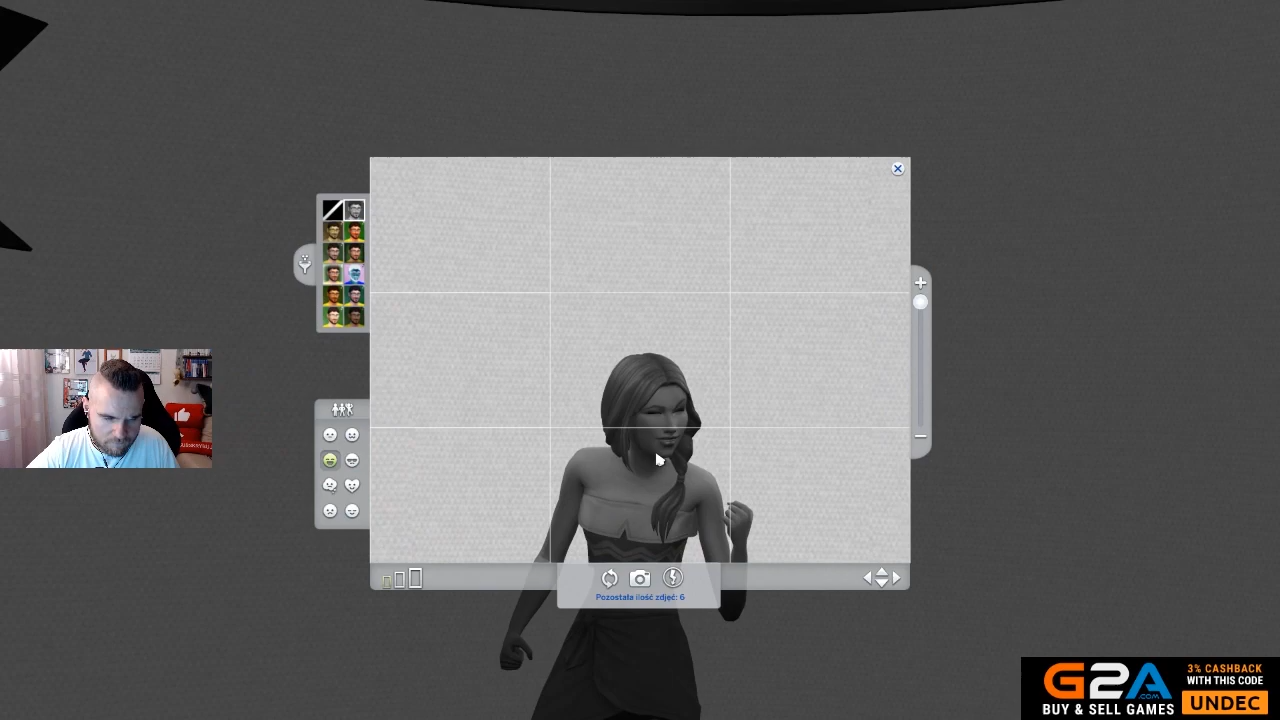 Pozostała ilość zdjęć: 6
G2A
.COM
BUY & SELL GAMES
3% CASHBACK
WITH THIS CODE
UNDEC